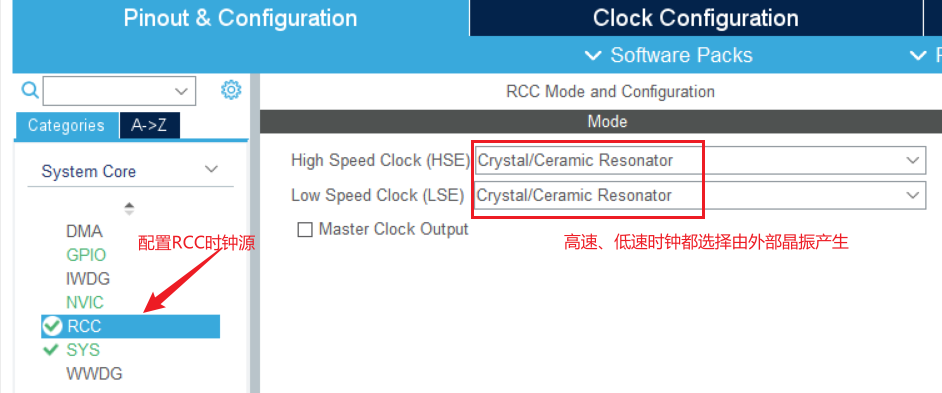 Pinout & Configuration
Clock Configuration
Software Packs
Categories
A->Z
System Core
DMA
GPIO
IWDG
NVIC
RCC
SYS
WWDG
配置RCC时钟源
RCC Mode and Configuration
Mode
High Speed Clock (HSE) Crystal/Ceramic Resonator
Low Speed Clock (LSE) Crystal/Ceramic Resonator
Master Clock Output
高速、低速时钟都选择由外部晶振产生